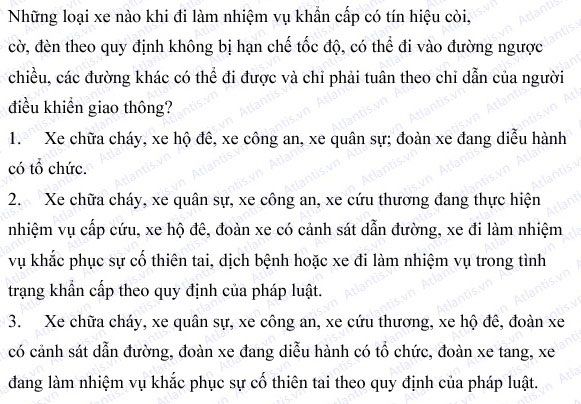 Những loại xe nào khi đi làm nhiệm vụ khẩn cấp có tín hiệu còi,
cờ, đèn theo quy định không bị hạn chế tốc độ, có thể đi vào đường ngược
chiều, các đường khác có thể đi được và chỉ phải tuân theo chỉ dẫn của người
điều khiển giao thông?
1. Xe chữa cháy, xe hộ đê, xe công an, xe quân sự; đoàn xe đang diễu hành
có tổ chức.
2. Xe chữa cháy, xe quân sự, xe công an, xe cứu thương đang thực hiện
nhiệm vụ cấp cứu, xe hộ đê, đoàn xe có cảnh sát dẫn đường, xe đi làm nhiệm
vụ khắc phục sự cố thiên tai, dịch bệnh hoặc xe đi làm nhiệm vụ trong tình
trạng khẩn cấp theo quy định của pháp luật.
3. Xe chữa cháy, xe quân sự, xe công an, xe cứu thương, xe hộ đê, đoàn xe
có cảnh sát dẫn đường, đoàn xe đang diễu hành có tổ chức, đoàn xe tang, xe
đang làm nhiệm vụ khắc phục sự cố thiên tai theo quy định của pháp luật.
Atlantis.vn